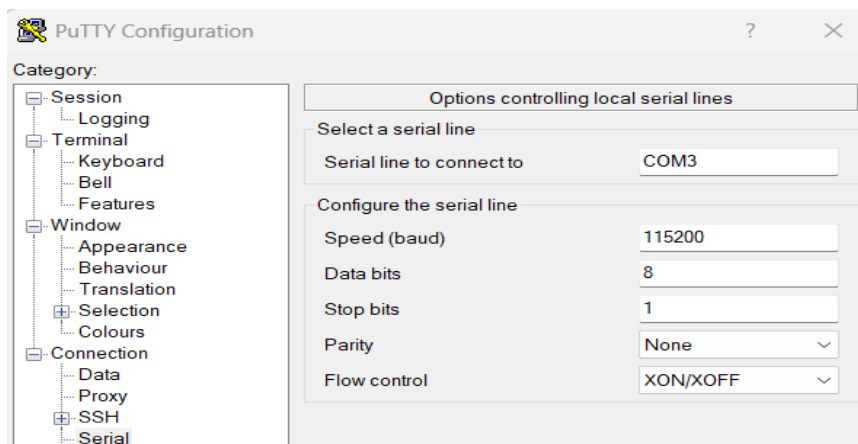 PuTTY Configuration ? ×
Category:
Session
Logging
Terminal
Keyboard
Bell
Features
Window
Appearance
Behaviour
Translation
Selection
Colours
Connection
Data
Proxy
SSH
Serial
Options controlling local serial lines
Select a serial line
Serial line to connect to COM3
Configure the serial line
Speed (baud) 115200
Data bits 8
Stop bits 1
Parity None
Flow control XON/XOFF